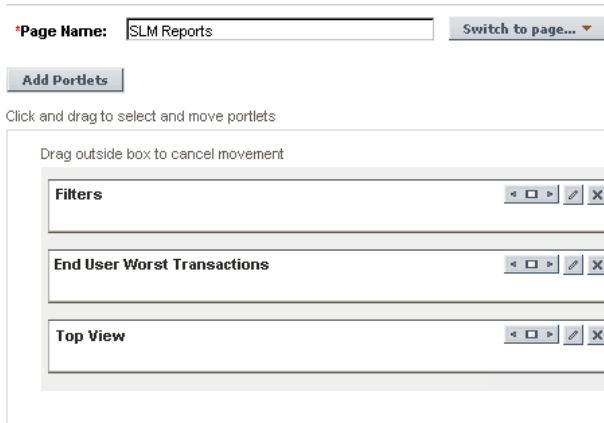 *Page Name: SLM Reports Switch to page...
Add Portlets
Click and drag to select and move portlets
Drag outside box to cancel movement
Filters
End User Worst Transactions
Top View